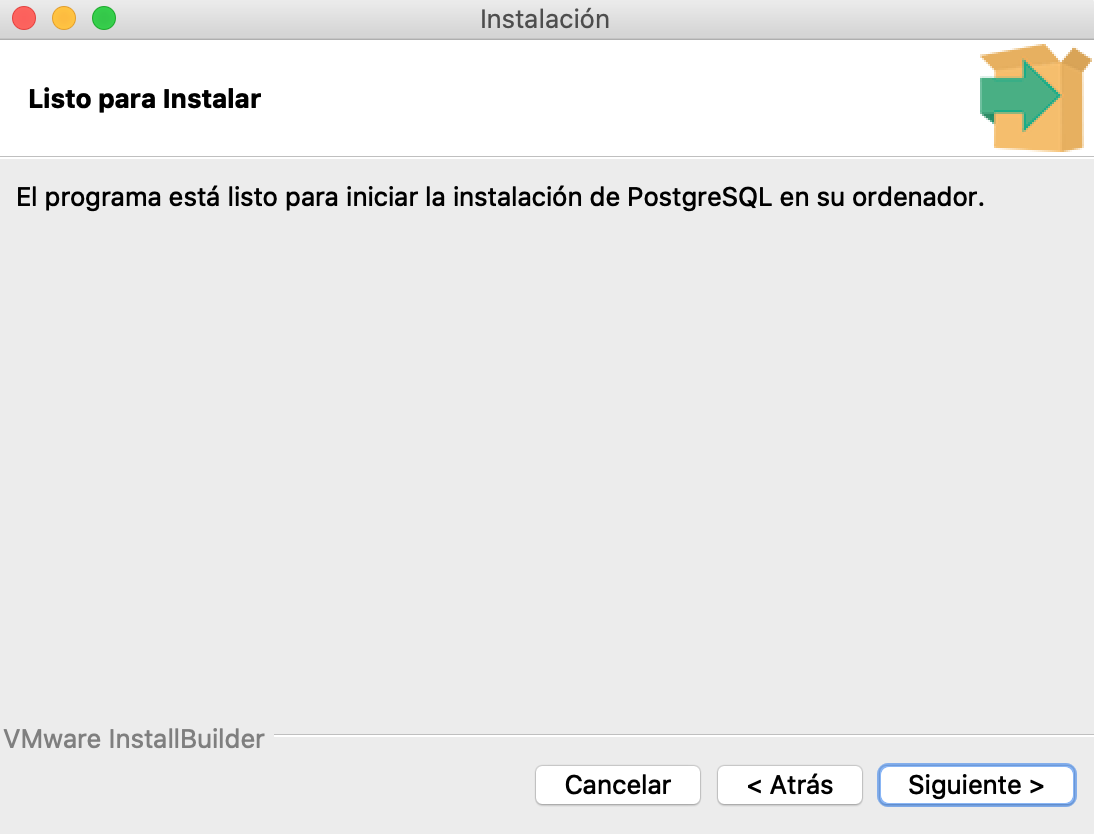 Instalación
Listo para Instalar
El programa está listo para iniciar la instalación de PostgreSQL en su ordenador.
VMware InstallBuilder
Cancelar
< Atrás
Siguiente >